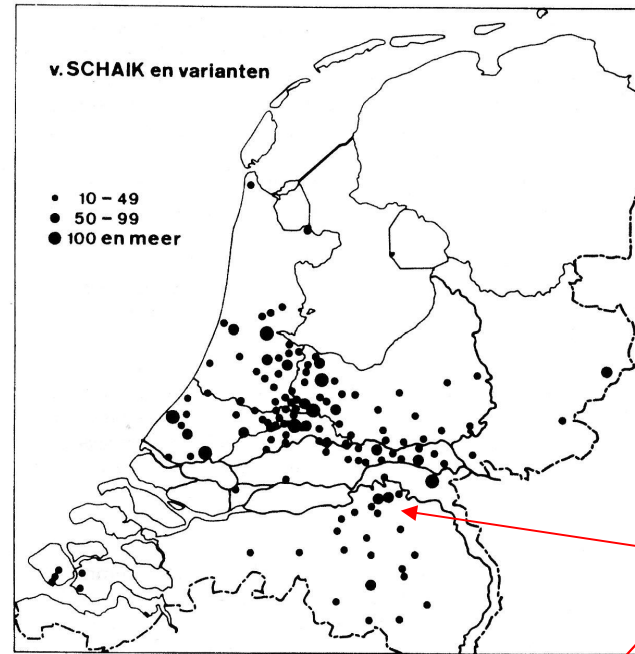 v. SCHAIK en varianten
10 – 49
50 – 99
100 en meer